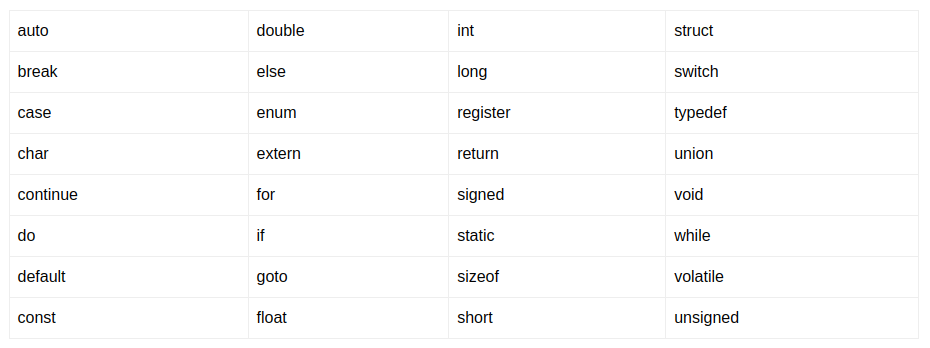 auto double int struct
break else long switch
case enum register typedef
char extern return union
continue for signed void
do if static while
default goto sizeof volatile
const float short unsigned